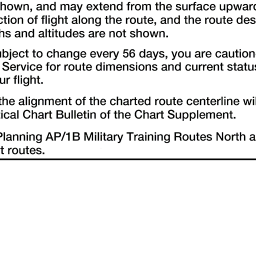 shown, and may extend from the surface upward
ction of flight along the route, and the route des
hs and altitudes are not shown.
bject to change every 56 days, you are caution
Service for route dimensions and current status
ur flight.
the alignment of the charted route centerline wi
ical Chart Bulletin of the Chart Supplement.
Planning AP/1B Military Training Routes North a
t routes.